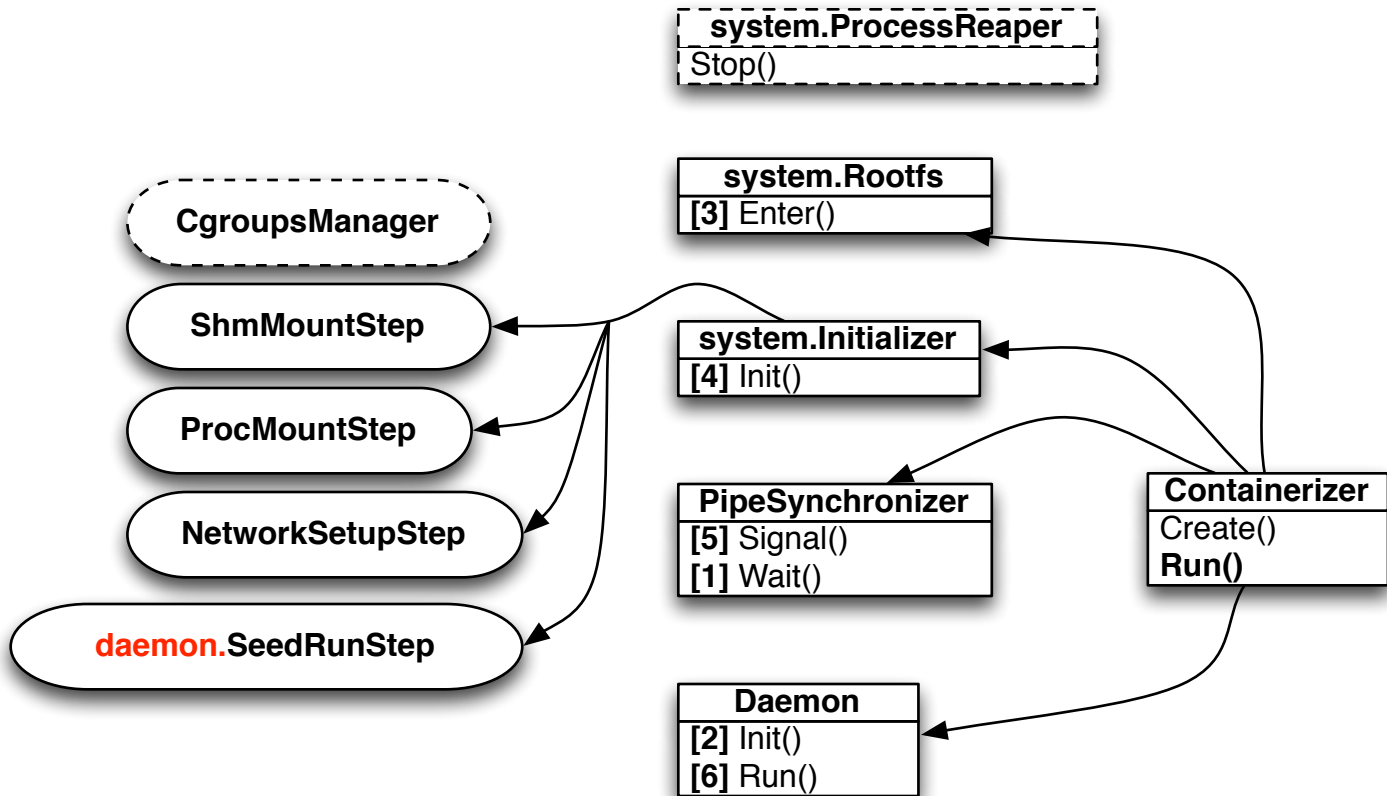 system.ProcessReaper
Stop()
system.Rootfs
[3] Enter()
CgroupsManager
ShmMountStep
system.Initializer
[4] Init()
ProcMountStep
NetworkSetupStep
PipeSynchronizer
[5] Signal()
[1] Wait()
Containerizer
Create()
Run()
daemon.SeedRunStep
Daemon
[2] Init()
[6] Run()